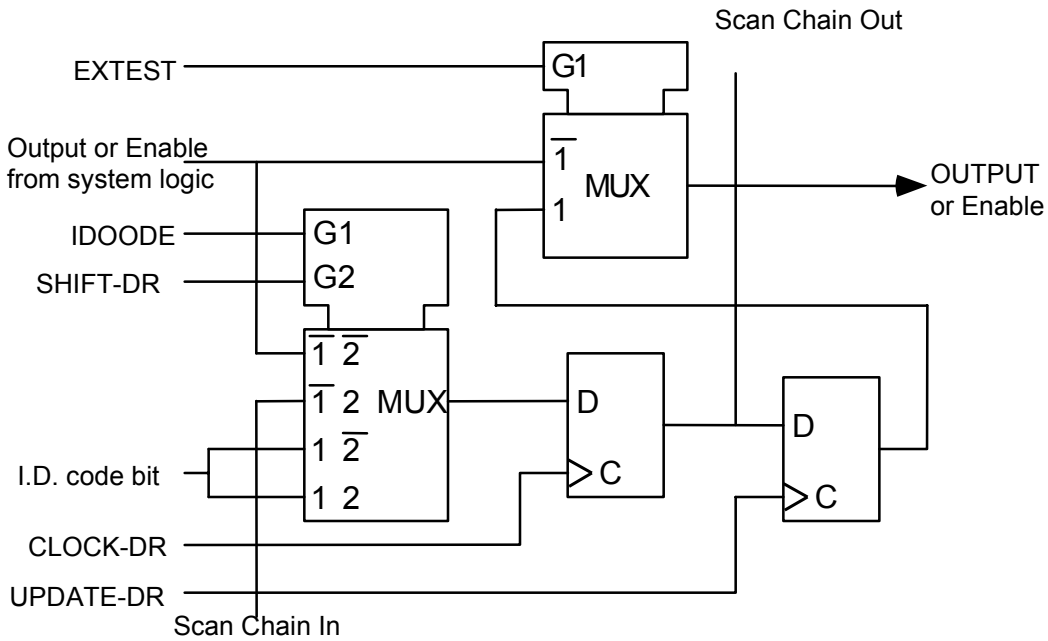 Scan Chain Out
EXTEST
G1
Output or Enable
from system logic
1
MUX
1
OUTPUT
or Enable
IDOODE
G1
SHIFT-DR
G2
1 2
1 2 MUX
1 2
1 2
I.D. code bit
D
C
D
C
CLOCK-DR
UPDATE-DR
Scan Chain In